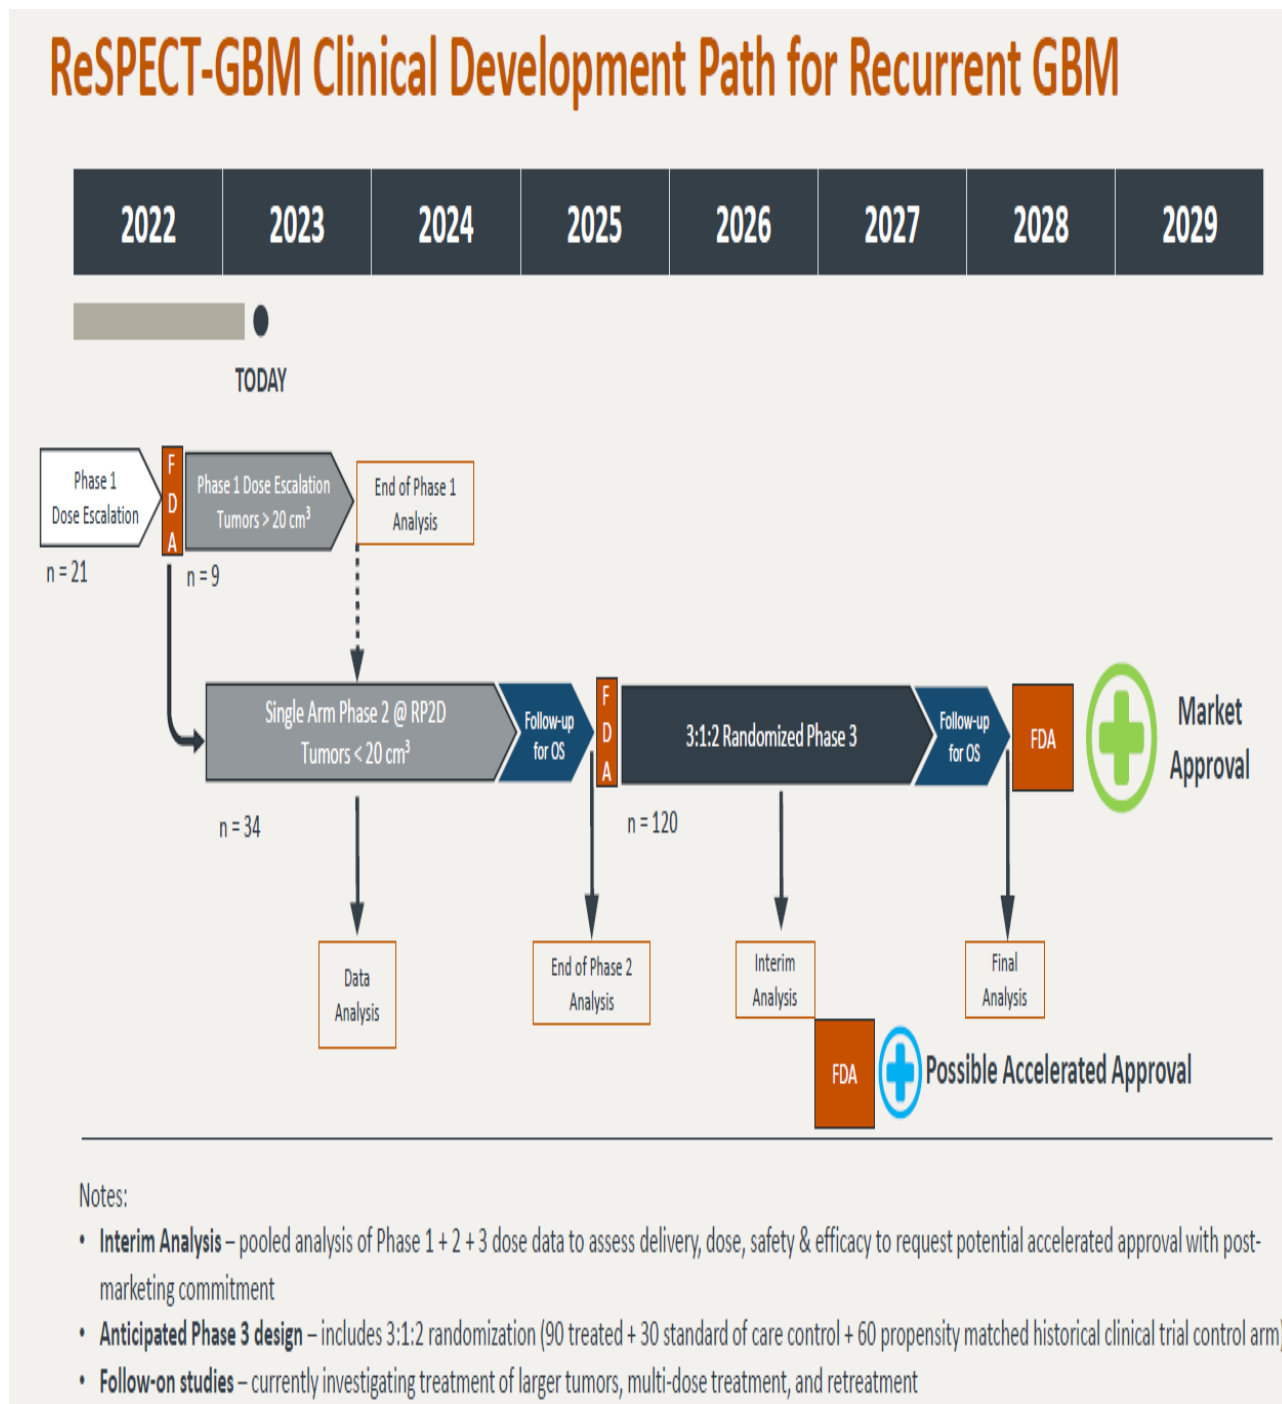 ReSPECT-GBM Clinical Development Path for Recurrent GBM
2022 2023 2024 2025 2026 2027 2028 2029
TODAY
Phase 1
Dose Escalation
F
D
A
Phase 1 Dose Escalation
Tumors > 20 cm³
End of Phase 1
Analysis
n = 21
n = 9
Single Arm Phase 2 @ RP2D
Tumors < 20 cm³
Follow-up
for OS
F
D
A
3:1:2 Randomized Phase 3
Follow-up
for OS
FDA
Market
Approval
n = 34
n = 120
Data
Analysis
End of Phase 2
Analysis
Interim
Analysis
Final
Analysis
FDA
Possible Accelerated Approval
Notes:
• Interim Analysis – pooled analysis of Phase 1 + 2 + 3 dose data to assess delivery, dose, safety & efficacy to request potential accelerated approval with post-
marketing commitment
• Anticipated Phase 3 design – includes 3:1:2 randomization (90 treated + 30 standard of care control + 60 propensity matched historical clinical trial control arm)
• Follow-on studies – currently investigating treatment of larger tumors, multi-dose treatment, and retreatment